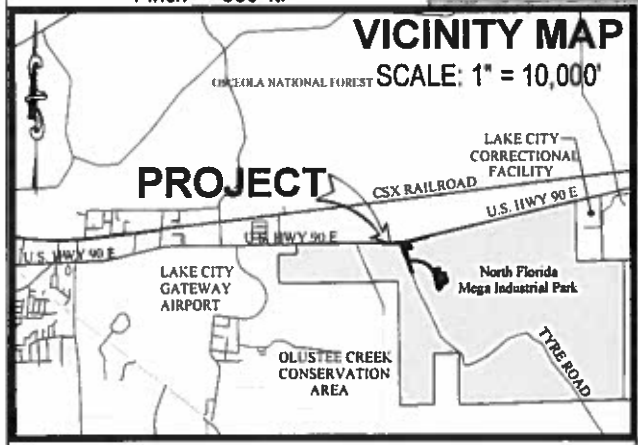 VICINITY MAP
SCALE: 1" = 10,000'
OSCEOLA NATIONAL FOREST
LAKE CITY
CORRECTIONAL
FACILITY
PROJECT
CSX RAILROAD
U.S. HWY 90 E
U.S. HWY 90 E
U.S. HWY 90 E
LAKE CITY
GATEWAY
AIRPORT
North Florida
Mega Industrial Park
OLUSTEE CREEK
CONSERVATION
AREA
TYRE ROAD